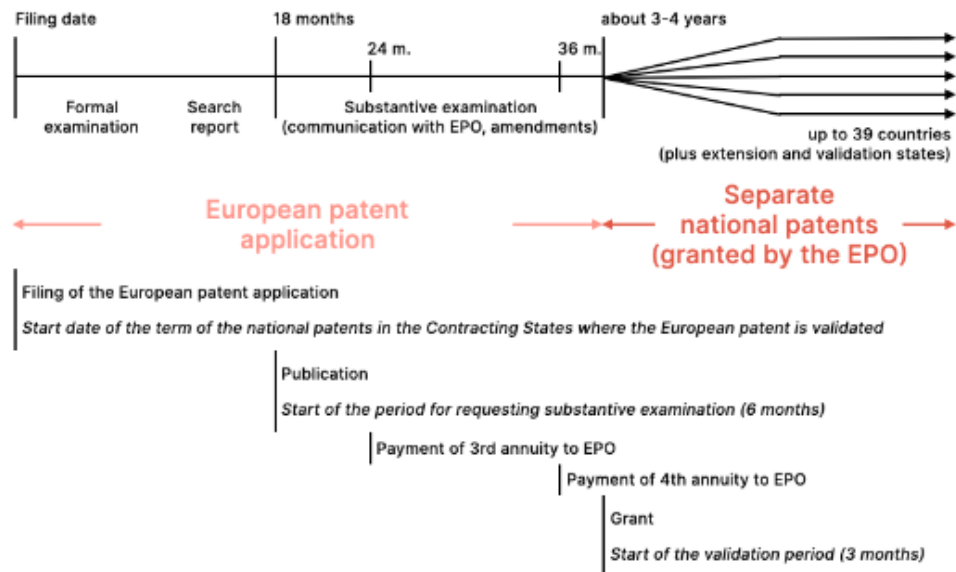 Filing date
18 months
about 3-4 years
24 m.
36 m.
Formal
examination
Search
report
Substantive examination
(communication with EPO, amendments)
up to 39 countries
(plus extension and validation states)
European patent
application
Separate
national patents
(granted by the EPO)
Filing of the European patent application
Start date of the term of the national patents in the Contracting States where the European patent is validated
Publication
Start of the period for requesting substantive examination (6 months)
Payment of 3rd annuity to EPO
Payment of 4th annuity to EPO
Grant
Start of the validation period (3 months)